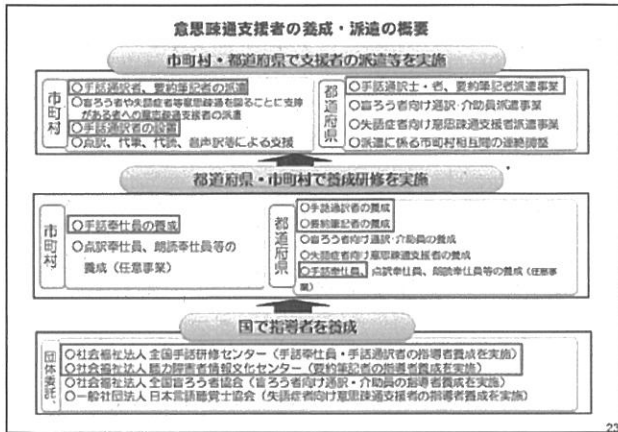 意思疎通支援者の養成・派遣の概要
市町村・都道府県で支援者の派遣等を実施
市町村
〇手話通訳者、要約筆記者の派遣
〇盲ろう者や失語症者等意思疎通を図ることに支障
がある者への意思疎通支援者の派遣
〇手話通訳者の設置
〇点訳、代筆、代読、音声訳等による支援
都道府県
〇手話通訳士・者、要約筆記者派遣事業
〇盲ろう者向け通訳・介助員派遣事業
〇失語症者向け意思疎通支援者派遣事業
〇派遣に係る市町村相互間の連絡調整
都道府県・市町村で養成研修を実施
市町村
〇手話奉仕員の養成
〇点訳奉仕員、朗読奉仕員等の
養成（任意事業）
都道府県
〇手話通訳者の養成
〇要約筆記者の養成
〇盲ろう者向け通訳・介助員の養成
〇失語症者向け意思疎通支援者の養成
〇手話奉仕員、点訳奉仕員、朗読奉仕員等の養成（任意事
業）
国で指導者を養成
団体委託
〇社会福祉法人 全国手話研修センター（手話奉仕員・手話通訳者の指導者養成を実施）
〇社会福祉法人 聴力障害者情報文化センター（要約筆記者の指導者養成を実施）
〇社会福祉法人 全国盲ろう者協会（盲ろう者向け通訳・介助員の指導者養成を実施）
〇一般社団法人 日本言語聴覚士協会（失語症者向け意思疎通支援者の指導者養成を実施）
23